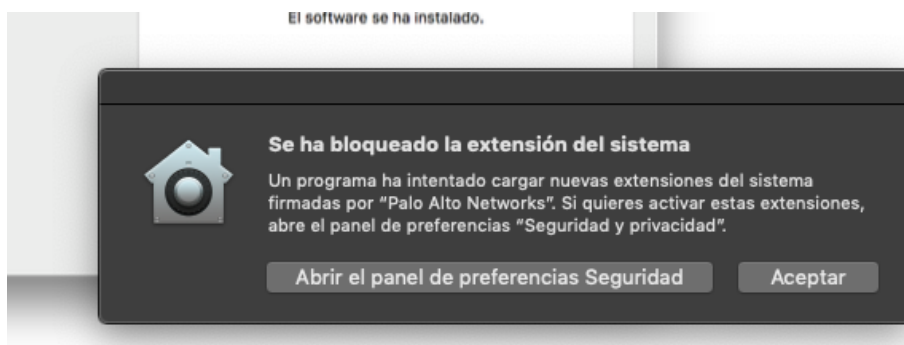 El software se ha instalado.
Se ha bloqueado la extensión del sistema
Un programa ha intentado cargar nuevas extensiones del sistema
firmadas por “Palo Alto Networks”. Si quieres activar estas extensiones,
abre el panel de preferencias “Seguridad y privacidad”.
Abrir el panel de preferencias Seguridad
Aceptar